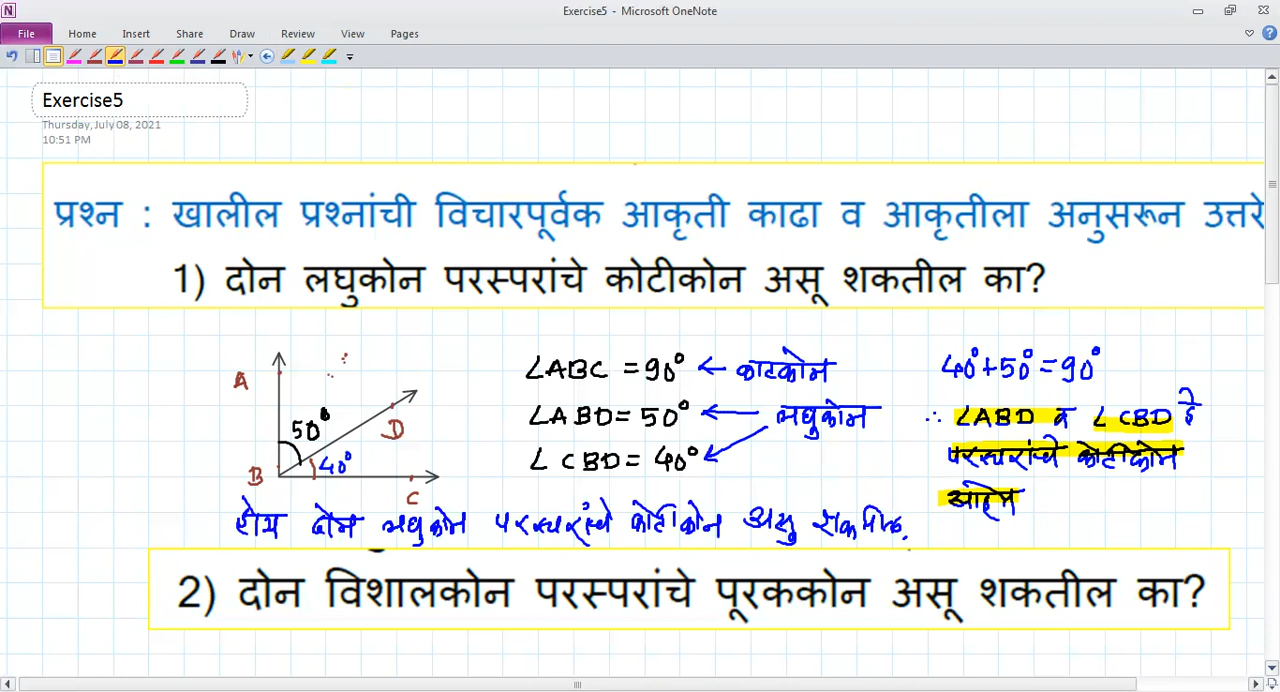 Exercise5 - Microsoft OneNote
File Home Insert Share Draw Review View Pages
Exercise5
Thursday, July 08, 2021
10:51 PM
प्रश्न : खालील प्रश्नांची विचारपूर्वक आकृती काढा व आकृतीला अनुसरून उत्तरे
1) दोन लघुकोन परस्परांचे कोटीकोन असू शकतील का?
A
50°
D
B
40°
C
∠ABC = 90° ← काटकोन
∠ABD = 50° ← लघुकोन
∠CBD = 40°
40° + 50° = 90°
∴ ∠ABD व ∠CBD हे
परस्परांचे कोटीकोन
आहेत
होय दोन लघुकोन परस्परांचे कोटीकोन असु शकतिल.
2) दोन विशालकोन परस्परांचे पूरककोन असू शकतील का?